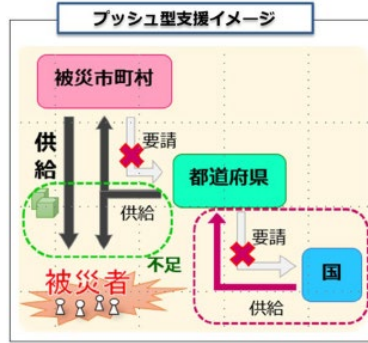 プッシュ型支援イメージ
被災市町村
供給
要請
都道府県
供給
不足
要請
被災者
国
供給